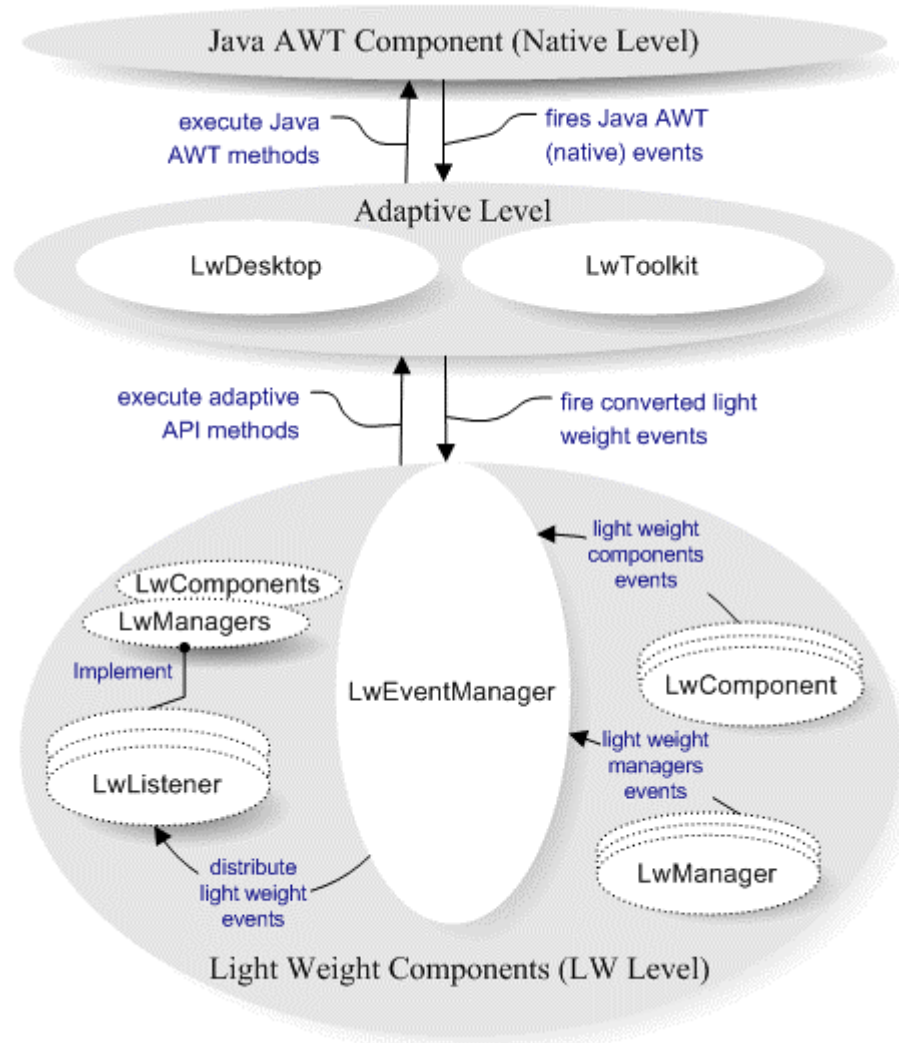 Java AWT Component (Native Level)
execute Java
AWT methods
fires Java AWT
(native) events
Adaptive Level
LwDesktop
LwToolkit
execute adaptive
API methods
fire converted light
weight events
light weight
components
events
LwComponents
LwManagers
Implement
LwEventManager
LwComponent
light weight
managers
events
LwListener
LwManager
distribute
light weight
events
Light Weight Components (LW Level)